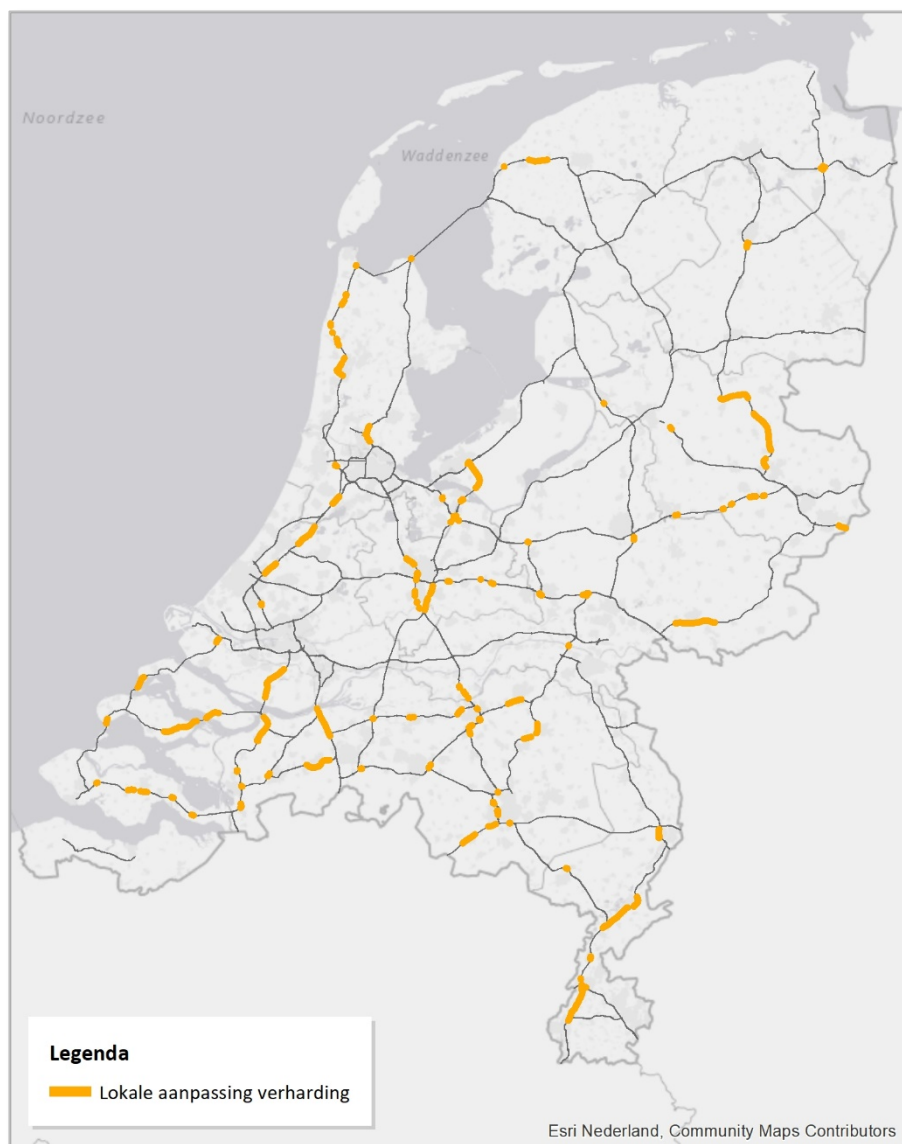 Noordzee
Waddenzee
Legenda
Lokale aanpassing verharding
Esri Nederland, Community Maps Contributors